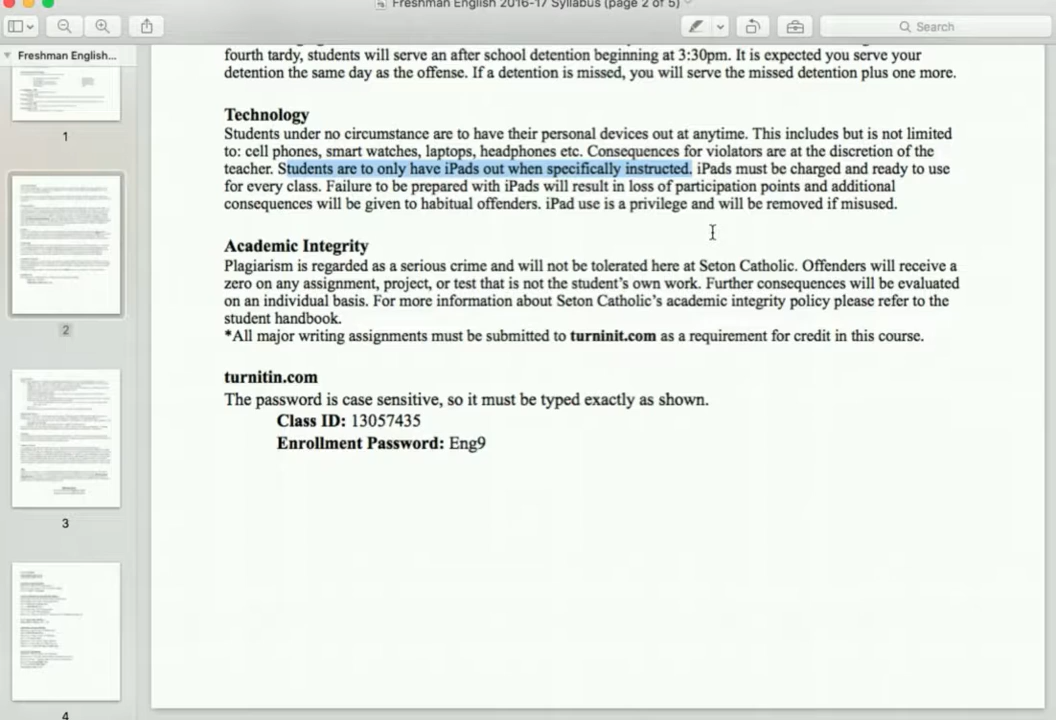 Freshman English 2016-17 Syllabus (page 2 of 5)
Search
Freshman English...
1
2
3
4
fourth tardy, students will serve an after school detention beginning at 3:30pm. It is expected you serve your
detention the same day as the offense. If a detention is missed, you will serve the missed detention plus one more.
Technology
Students under no circumstance are to have their personal devices out at anytime. This includes but is not limited
to: cell phones, smart watches, laptops, headphones etc. Consequences for violators are at the discretion of the
teacher. Students are to only have iPads out when specifically instructed. iPads must be charged and ready to use
for every class. Failure to be prepared with iPads will result in loss of participation points and additional
consequences will be given to habitual offenders. iPad use is a privilege and will be removed if misused.
Academic Integrity
Plagiarism is regarded as a serious crime and will not be tolerated here at Seton Catholic. Offenders will receive a
zero on any assignment, project, or test that is not the student's own work. Further consequences will be evaluated
on an individual basis. For more information about Seton Catholic's academic integrity policy please refer to the
student handbook.
*All major writing assignments must be submitted to turninit.com as a requirement for credit in this course.
turnitin.com
The password is case sensitive, so it must be typed exactly as shown.
Class ID: 13057435
Enrollment Password: Eng9